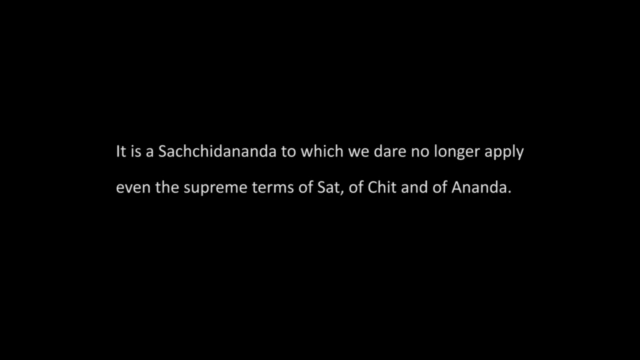 It is a Sachchidananda to which we dare no longer apply
even the supreme terms of Sat, of Chit and of Ananda.